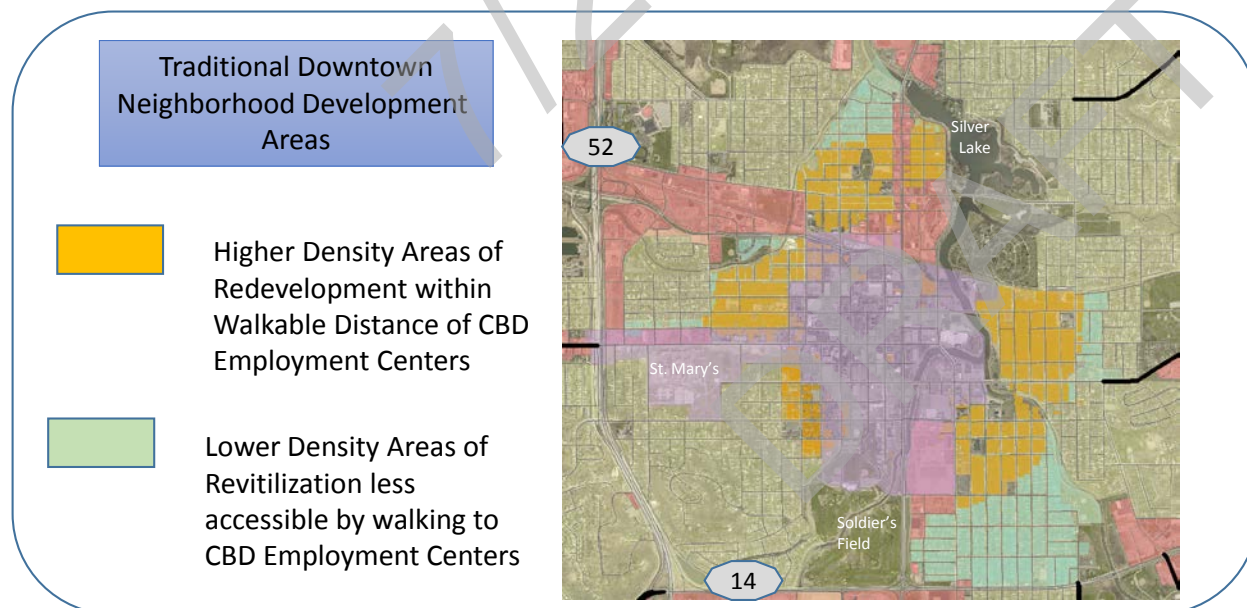 Traditional Downtown
Neighborhood Development
Areas
Higher Density Areas of
Redevelopment within
Walkable Distance of CBD
Employment Centers
Lower Density Areas of
Revitilization less
accessible by walking to
CBD Employment Centers
52
Silver
Lake
St. Mary's
Soldier's
Field
14